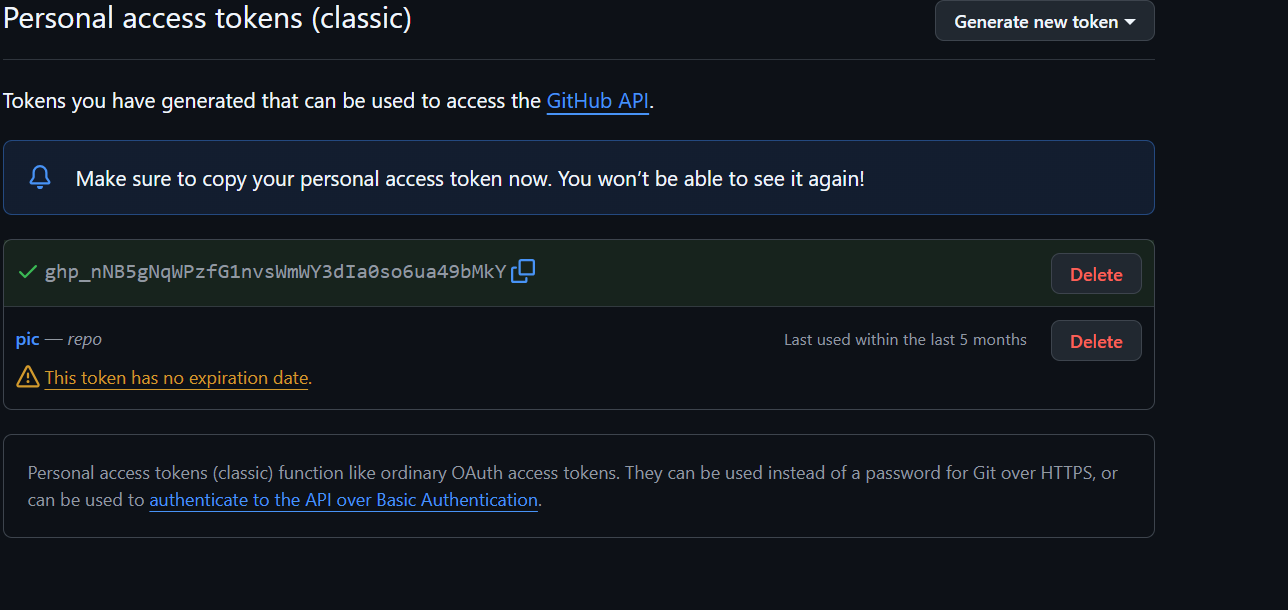 Personal access tokens (classic)
Generate new token
Tokens you have generated that can be used to access the GitHub API.
Make sure to copy your personal access token now. You won’t be able to see it again!
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
Delete
pic — repo
Last used within the last 5 months
Delete
This token has no expiration date.
Personal access tokens (classic) function like ordinary OAuth access tokens. They can be used instead of a password for Git over HTTPS, or
can be used to authenticate to the API over Basic Authentication.